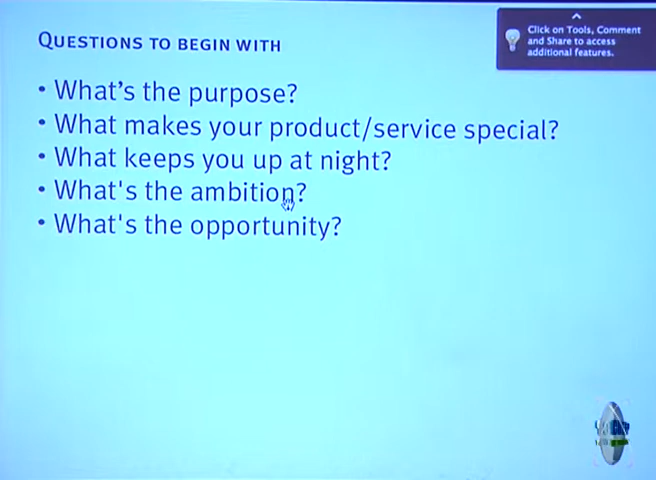 QUESTIONS TO BEGIN WITH
Click on Tools, Comment
and Share to access
additional features.
• What’s the purpose?
• What makes your product/service special?
• What keeps you up at night?
• What's the ambition?
• What's the opportunity?